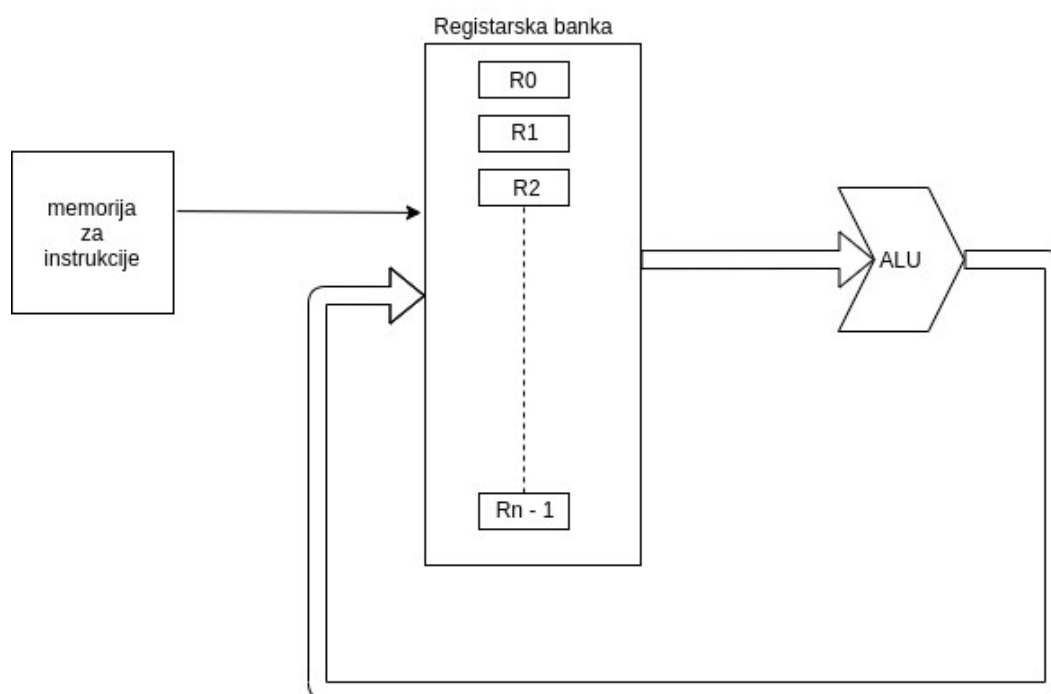 Registarska banka
R0
R1
R2
memorija
za
instrukcije
ALU
Rn - 1